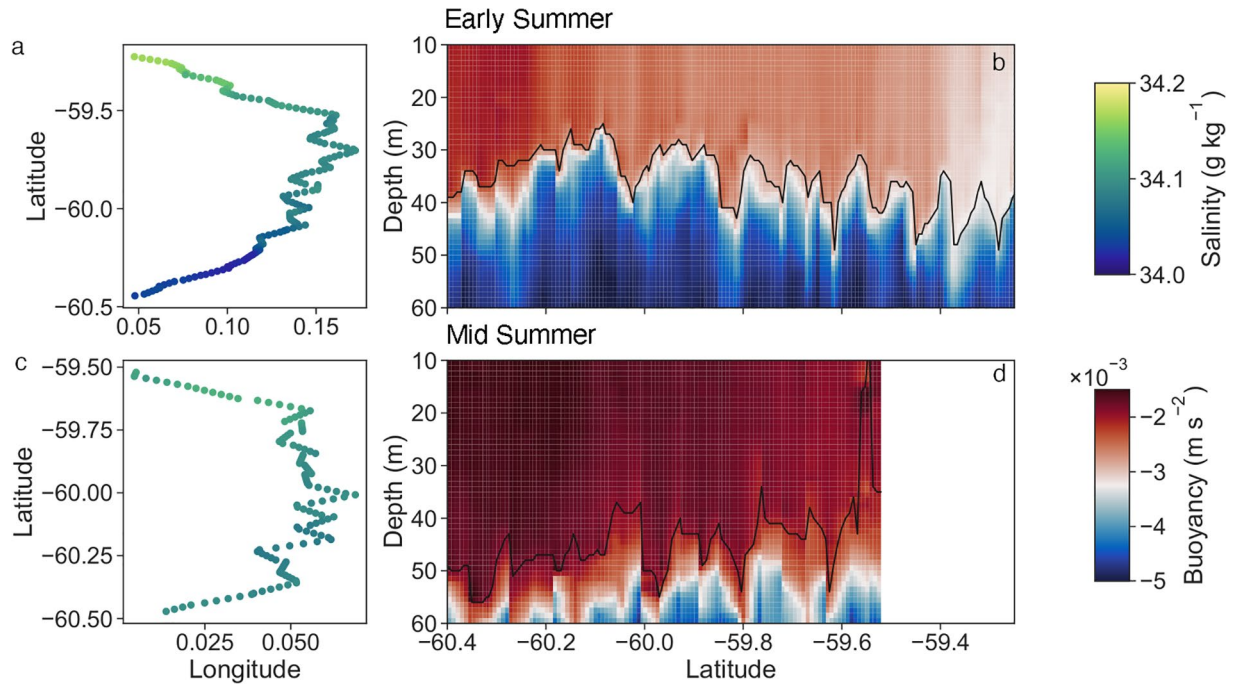 Early Summer
a
−59.5
−60.0
−60.5
Latitude
0.05 0.10 0.15
b
10
20
30
40
50
60
Depth (m)
34.2
34.1
34.0
Salinity (g kg⁻¹)
Mid Summer
c
−59.50
−59.75
−60.00
−60.25
−60.50
Latitude
0.025 0.050
Longitude
d
10
20
30
40
50
60
Depth (m)
−60.4 −60.2 −60.0 −59.8 −59.6 −59.4
Latitude
×10⁻³
−2
−3
−4
−5
Buoyancy (m s⁻²)